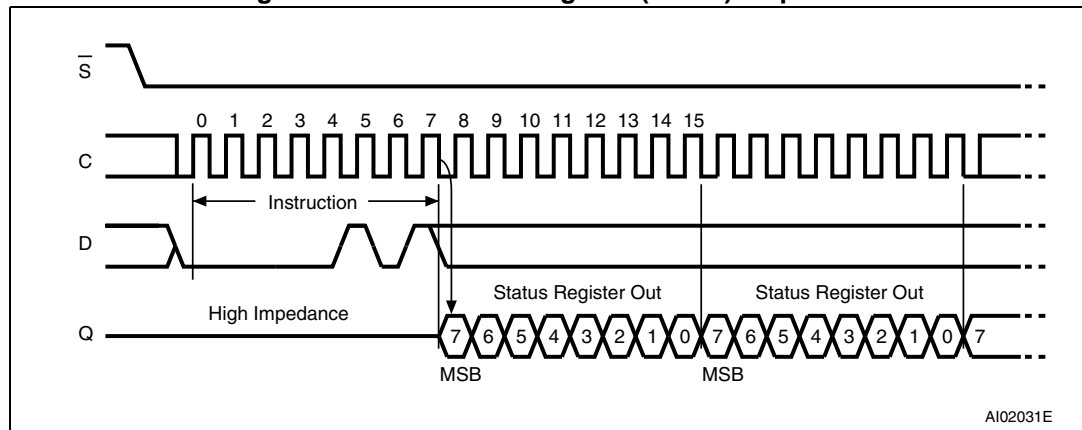 S
0 1 2 3 4 5 6 7 8 9 10 11 12 13 14 15
C
Instruction
D
Status Register Out Status Register Out
High Impedance
Q
7 6 5 4 3 2 1 0 7 6 5 4 3 2 1 0 7
MSB MSB
AI02031E